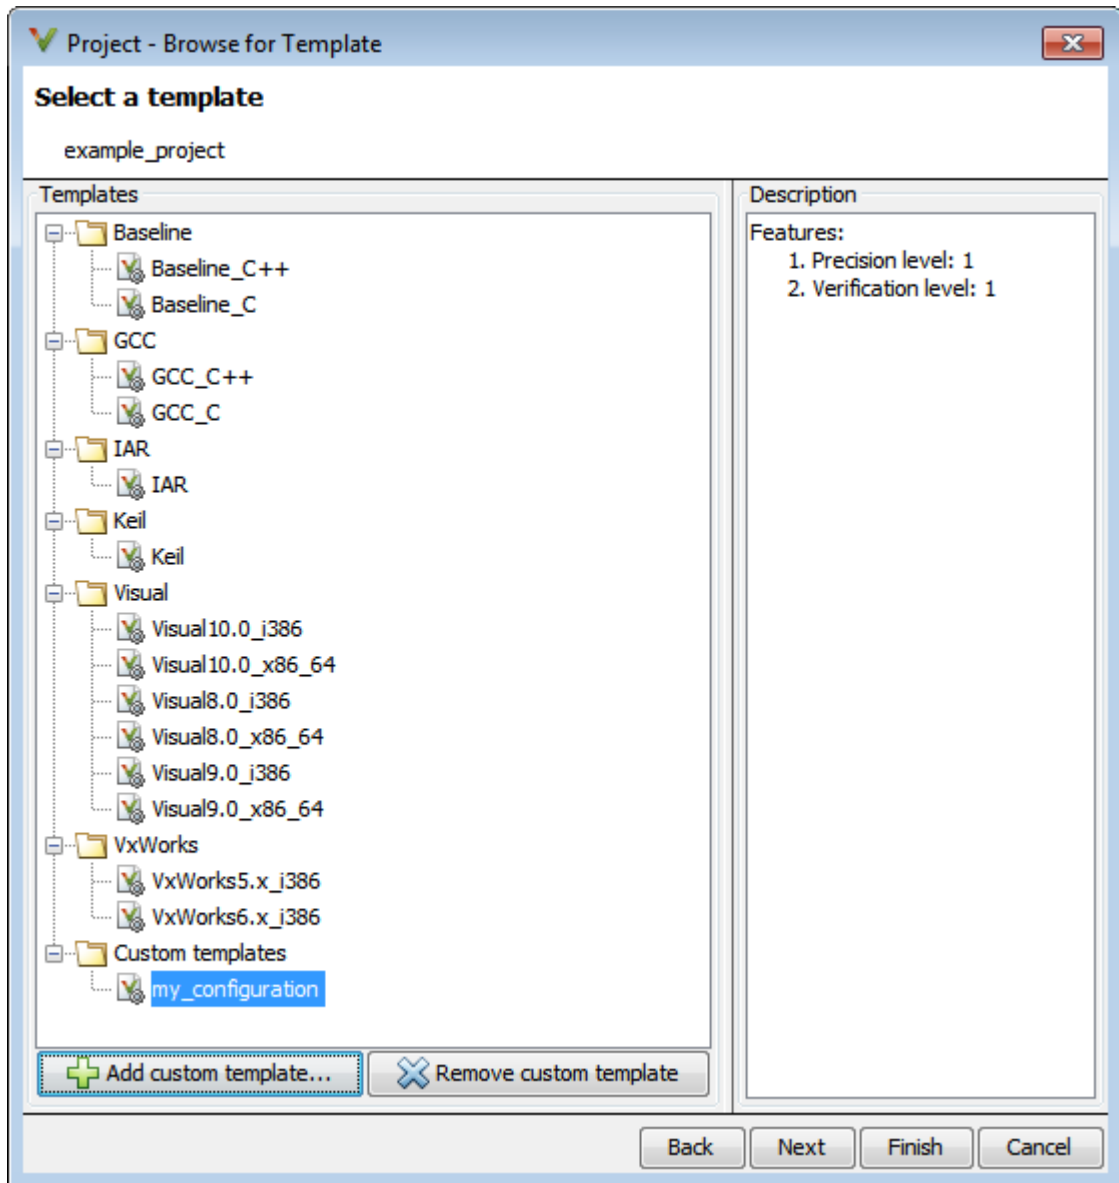 Project - Browse for Template
Select a template
example_project
Templates
Baseline
Baseline_C++
Baseline_C
GCC
GCC_C++
GCC_C
IAR
IAR
Keil
Keil
Visual
Visual10.0_i386
Visual10.0_x86_64
Visual8.0_i386
Visual8.0_x86_64
Visual9.0_i386
Visual9.0_x86_64
VxWorks
VxWorks5.x_i386
VxWorks6.x_i386
Custom templates
my_configuration
Add custom template...
Remove custom template
Description
Features:
1. Precision level: 1
2. Verification level: 1
Back
Next
Finish
Cancel